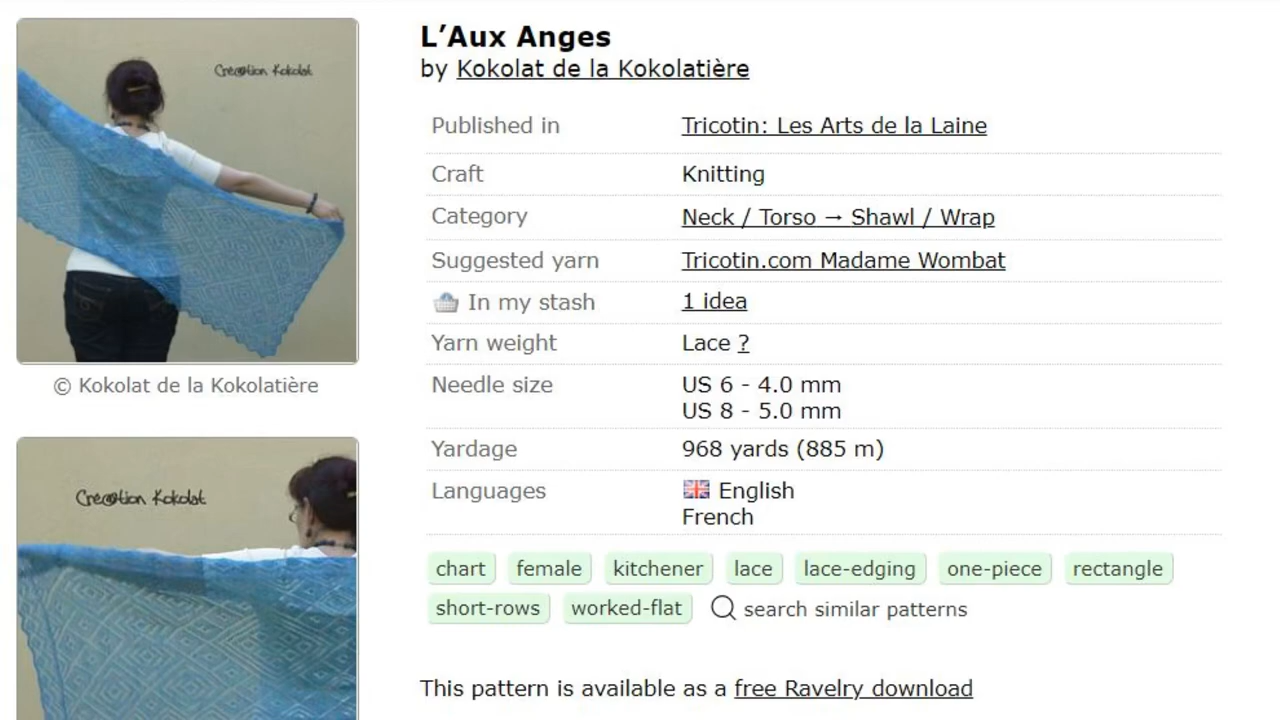 Cre@tion Kokolat
© Kokolat de la Kokolatière
Cre@tion Kokolat
L’Aux Anges
by Kokolat de la Kokolatière
Published in Tricotin: Les Arts de la Laine
Craft Knitting
Category Neck / Torso → Shawl / Wrap
Suggested yarn Tricotin.com Madame Wombat
In my stash 1 idea
Yarn weight Lace ?
Needle size US 6 - 4.0 mm
US 8 - 5.0 mm
Yardage 968 yards (885 m)
Languages English
French
chart female kitchener lace lace-edging one-piece rectangle
short-rows worked-flat search similar patterns
This pattern is available as a free Ravelry download